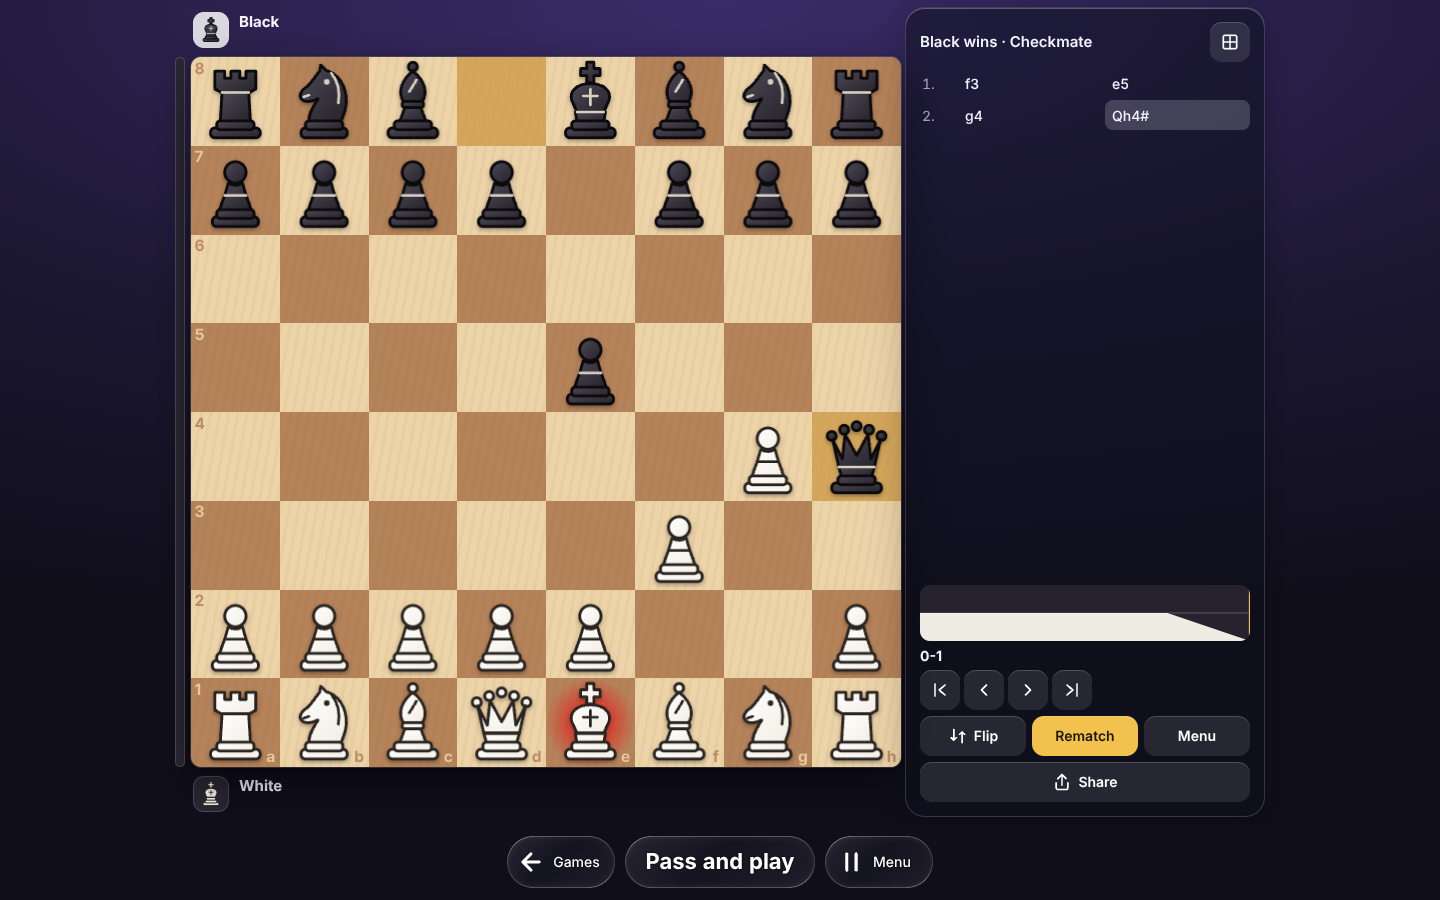 Black
Black wins · Checkmate
1. f3 e5
2. g4 Qh4#
8
7
6
5
4
3
2
1
a b c d e f g h
0-1
Flip Rematch Menu
Share
White
Games Pass and play Menu